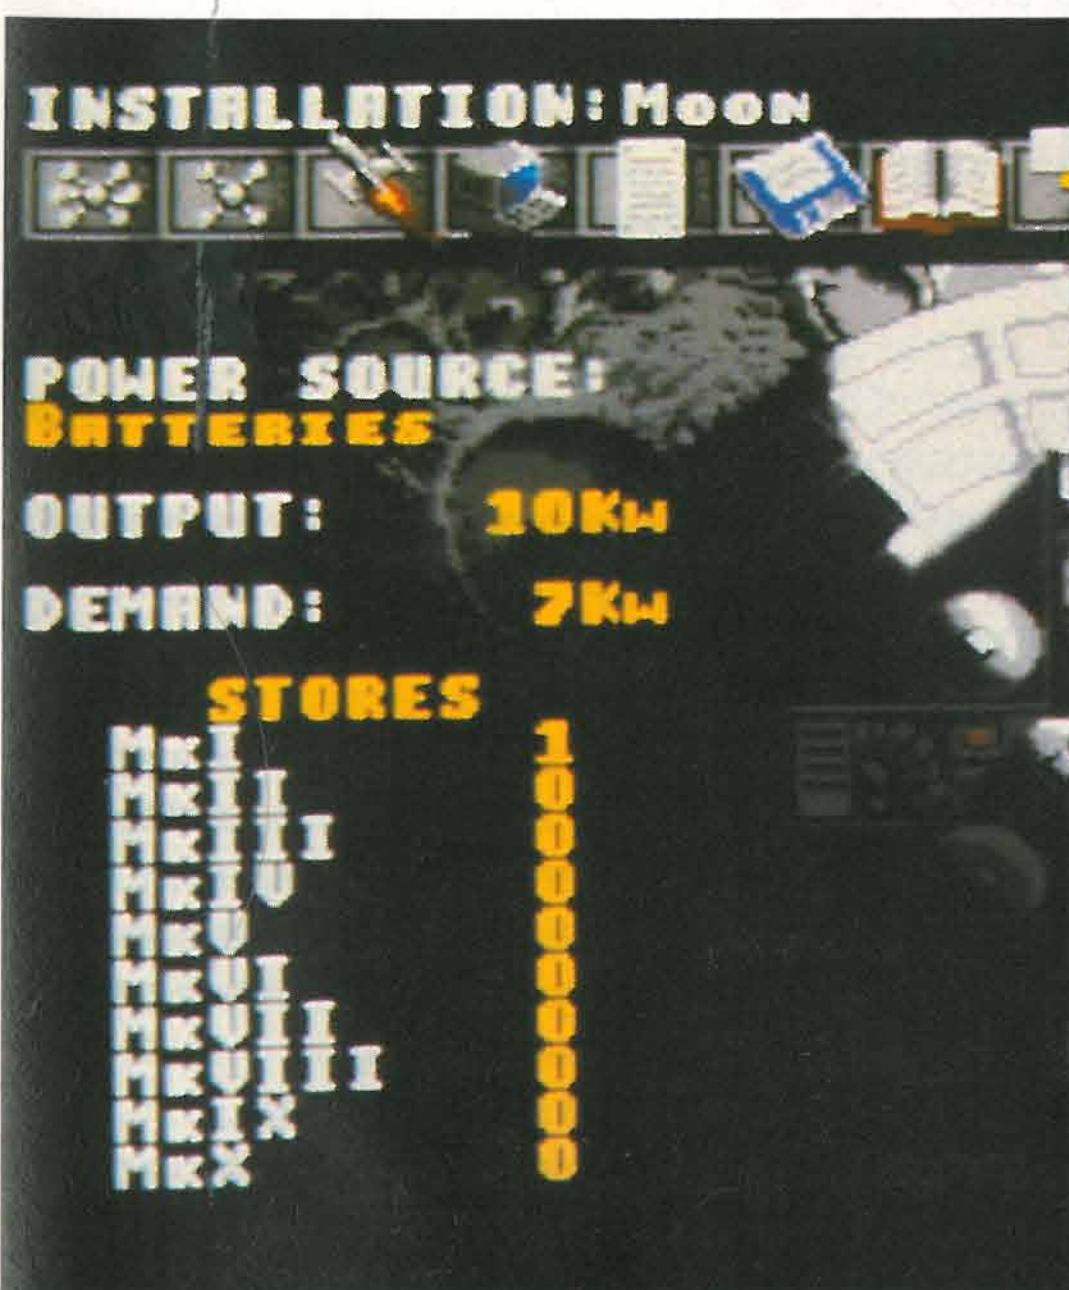 INSTALLATION: Moon
POWER SOURCE:
Batteries
OUTPUT: 10Kw
DEMAND: 7Kw
STORES
MkI 1
MkII 0
MkIII 0
MkIV 0
MkV 0
MkVI 0
MkVII 0
MkVIII 0
MkIX 0
MkX 0